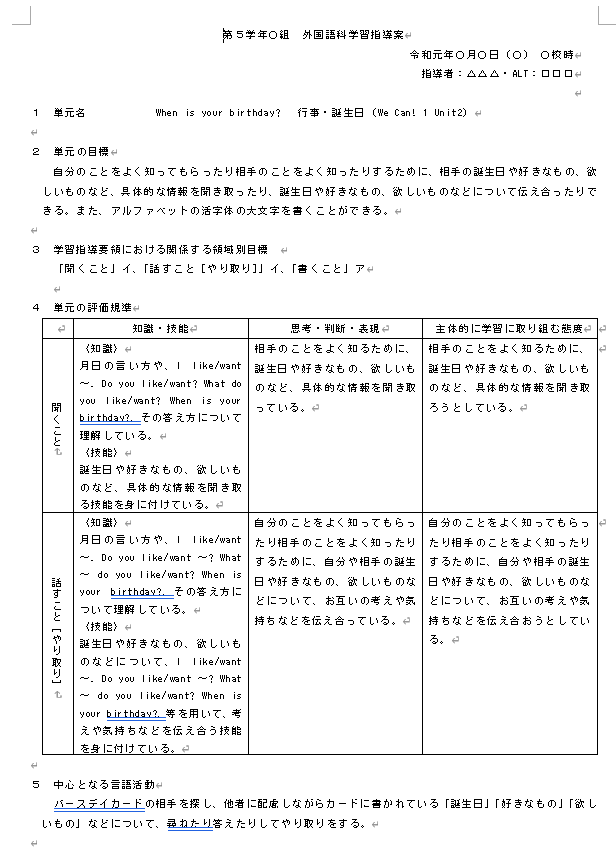 第５学年〇組　外国語科学習指導案
令和元年〇月〇日（〇）　〇校時
指導者：△△△・ALT：□□□
１　単元名　　　　When is your birthday?　行事・誕生日（We Can! 1 Unit2）
２　単元の目標
自分のことをよく知ってもらったり相手のことをよく知ったりするために、相手の誕生日や好きなもの、欲
しいものなど、具体的な情報を聞き取ったり、誕生日や好きなもの、欲しいものなどについて伝え合ったりで
きる。また、アルファベットの活字体の大文字を書くことができる。
３　学習指導要領における関係する領域別目標
「聞くこと」イ、「話すこと［やり取り］」イ、「書くこと」ア
４　単元の評価規準
知識・技能　思考・判断・表現　主体的に学習に取り組む態度
聞くこと
〈知識〉
月日の言い方や、I like/want
～. Do you like/want? What do
you like/want? When is your
birthday?、その答え方について
理解している。
〈技能〉
誕生日や好きなもの、欲しいも
のなど、具体的な情報を聞き取
る技能を身に付けている。
相手のことをよく知るために、
誕生日や好きなもの、欲しいも
のなど、具体的な情報を聞き取
っている。
相手のことをよく知るために、
誕生日や好きなもの、欲しいも
のなど、具体的な情報を聞き取
ろうとしている。
話すこと［やり取り］
〈知識〉
月日の言い方や、I like/want
～. Do you like/want ～? What
～ do you like/want? When is
your birthday?、その答え方に
ついて理解している。
〈技能〉
誕生日や好きなもの、欲しいも
のなどについて、I like/want
～. Do you like/want ～? What
～ do you like/want? When is
your birthday?、等を用いて、考
えや気持ちなどを伝え合う技能
を身に付けている。
自分のことをよく知ってもらっ
たり相手のことをよく知ったり
するために、自分や相手の誕生
日や好きなもの、欲しいものな
どについて、お互いの考えや気
持ちなどを伝え合っている。
自分のことをよく知ってもらっ
たり相手のことをよく知ったり
するために、自分や相手の誕生
日や好きなもの、欲しいものな
どについて、お互いの考えや気
持ちなどを伝え合おうとしてい
る。
５　中心となる言語活動
バースデイカードの相手を探し、他者に配慮しながらカードに書かれている「誕生日」「好きなもの」「欲し
いもの」などについて、尋ねたり答えたりしてやり取りをする。